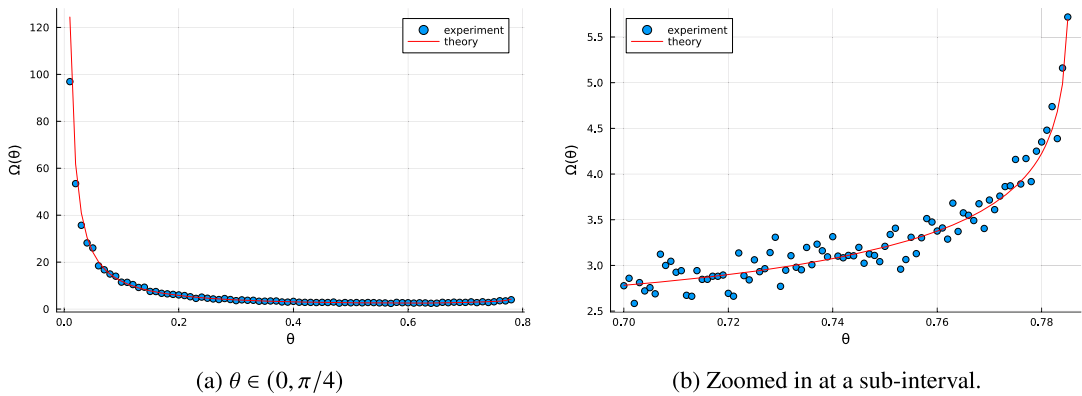 120
100
80
60
40
20
0
Ω(θ)
0.0
0.2
0.4
0.6
0.8
θ
experiment
theory
(a) θ ∈ (0, π/4)
5.5
5.0
4.5
4.0
3.5
3.0
2.5
Ω(θ)
0.70
0.72
0.74
0.76
0.78
θ
experiment
theory
(b) Zoomed in at a sub-interval.